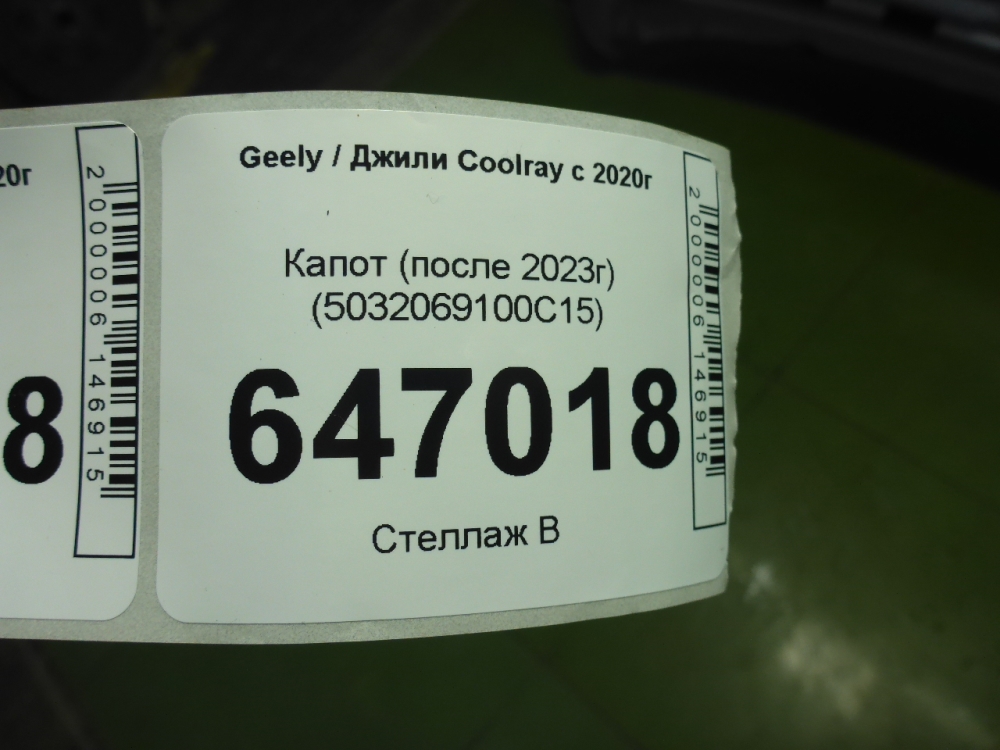 Geely / Джили Coolray с 2020г
Капот (после 2023г)
(5032069100C15)
647018
Стеллаж В
2000006146915
20г
8
2000006146915